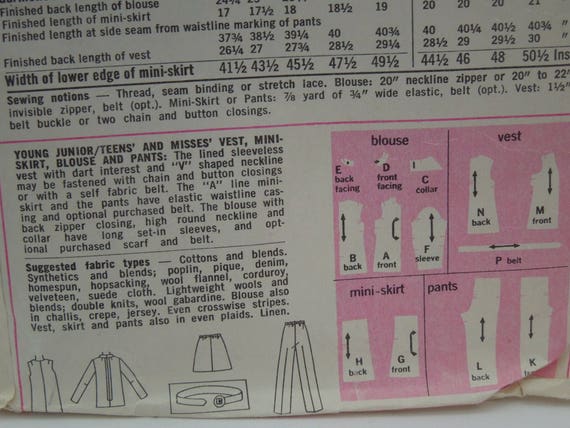 Finished back length of blouse
Finished length of mini-skirt 17 17½ 18 18½ 19 20 20 21 21
Finished length at side seam from waistline marking of pants
37¾ 38½ 39¼ 40 40¾ 40 40¼ 40½ 40¾ "
Finished back length of vest 26¼ 27 27¾ 28½ 29¼ 28½ 29 29½ 30 "
Width of lower edge of mini-skirt 41½ 43½ 45½ 47½ 49½ 44½ 46 48 50½ Ins
Sewing notions — Thread, seam binding or stretch lace. Blouse: 20" neckline zipper or 20" to 22"
invisible zipper, belt (opt.). Mini-Skirt or Pants: ⅞ yard of ¾" wide elastic, belt (opt.). Vest: 1½"
belt buckle or two chain and button closings.
YOUNG JUNIOR/TEENS' AND MISSES' VEST, MINI-
SKIRT, BLOUSE AND PANTS: The lined sleeveless
vest with dart interest and "V" shaped neckline
may be fastened with chain and button closings
or with a self fabric belt. The "A" line mini-
skirt and the pants have elastic waistline cas-
ing and optional purchased belt. The blouse with
back zipper closing, high round neckline and
collar have long set-in sleeves, and opt-
ional purchased scarf and belt.
Suggested fabric types — Cottons and blends.
Synthetics and blends; poplin, pique, denim,
homespun, hopsacking, wool flannel, corduroy,
velveteen, suede cloth. Lightweight wools and
blends; double knits, wool gabardine. Blouse also
in challis, crepe, jersey. Even crosswise stripes.
Vest, skirt and pants also in even plaids. Linen.
blouse
E back facing
D front facing
I C collar
B back
A front
F sleeve
vest
N back
M front
P belt
mini-skirt
H back
G front
pants
L back
K